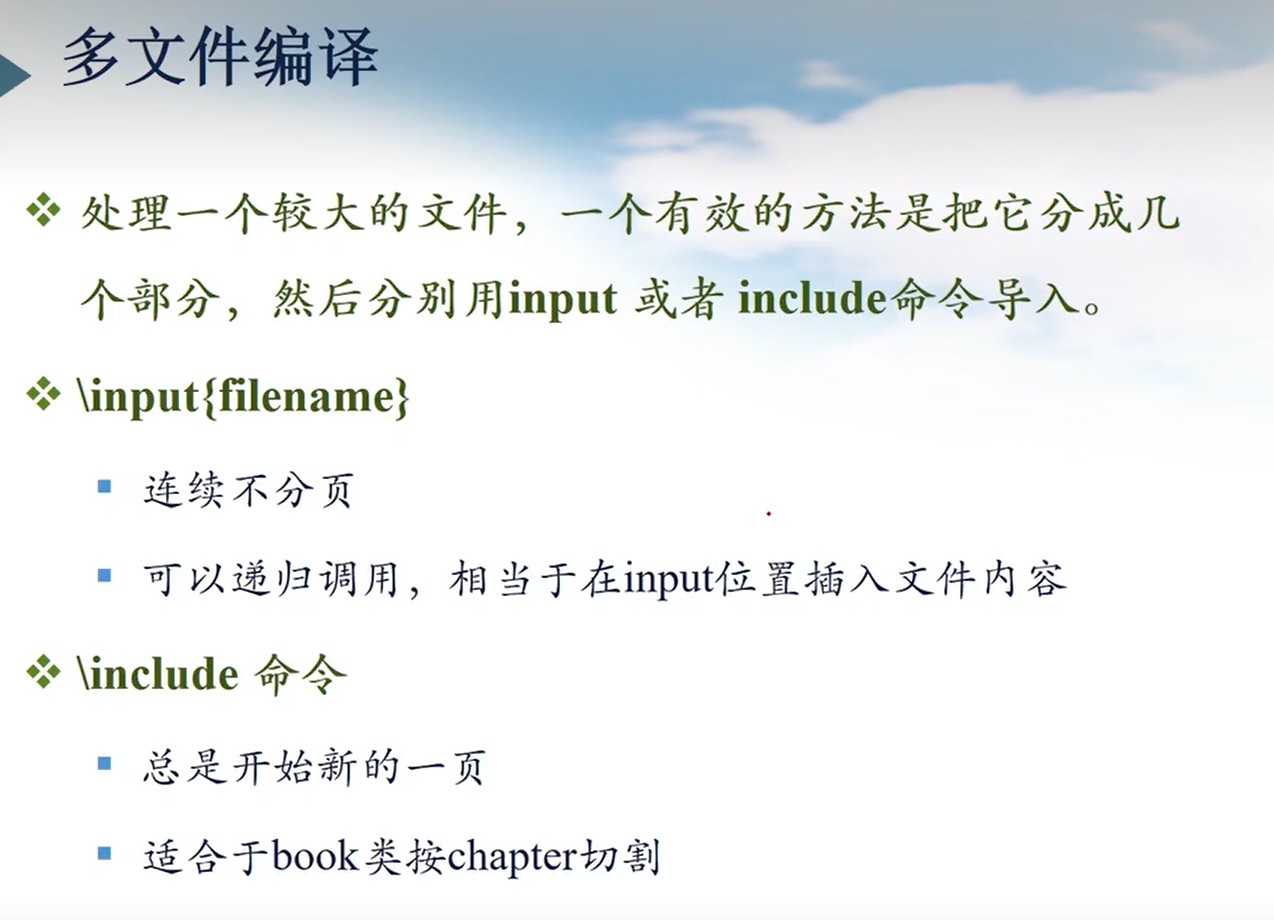 多文件编译
处理一个较大的文件，一个有效的方法是把它分成几
个部分，然后分别用input 或者 include命令导入。
\input{filename}
连续不分页
可以递归调用，相当于在input位置插入文件内容
\include 命令
总是开始新的一页
适合于book类按chapter切割